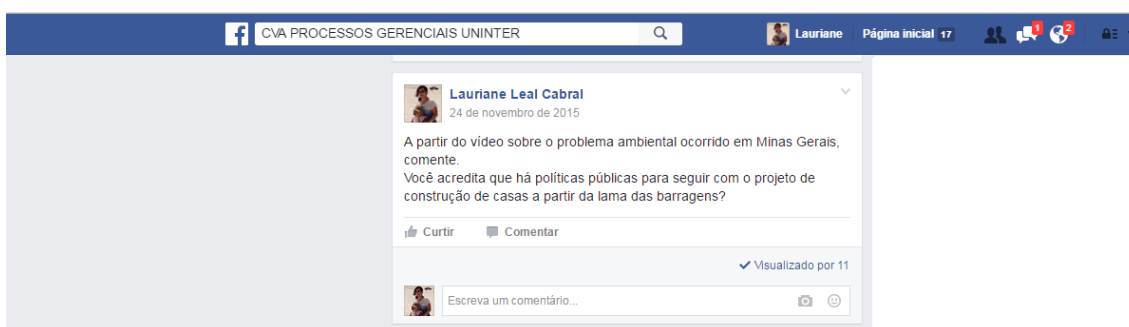 f CVA PROCESSOS GERENCIAIS UNINTER Lauriane Página inicial 17 1 2
Lauriane Leal Cabral
24 de novembro de 2015
A partir do vídeo sobre o problema ambiental ocorrido em Minas Gerais,
comente.
Você acredita que há políticas públicas para seguir com o projeto de
construção de casas a partir da lama das barragens?
Curtir Comentar
Visualizado por 11
Escreva um comentário...